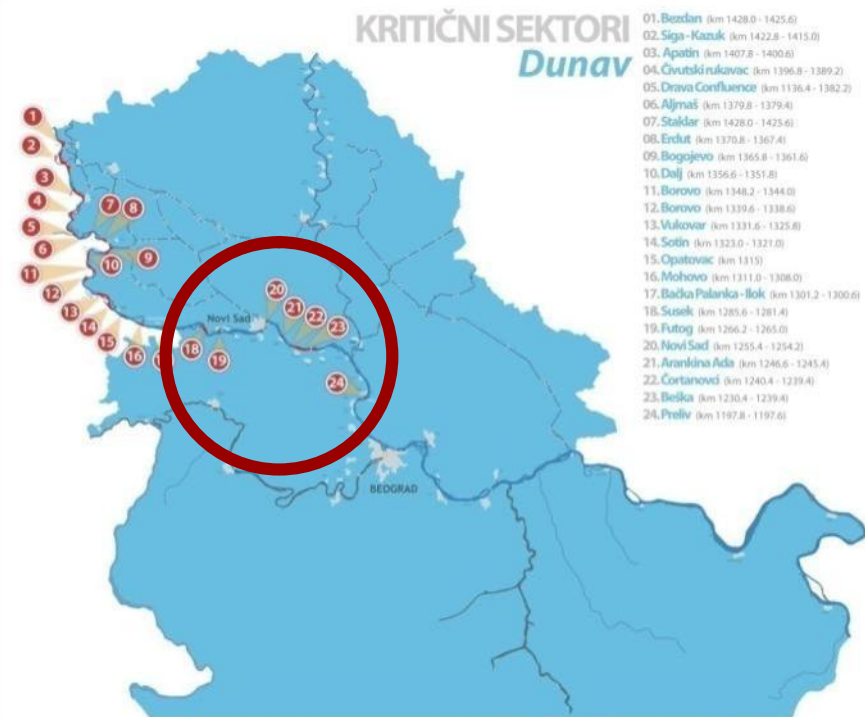 KRITIČNI SEKTORI
Dunav
01. Bezdan (km 1428.0 - 1425.6)
02. Siga - Kazuk (km 1422.8 - 1415.0)
03. Apatin (km 1407.8 - 1400.6)
04. Čivutski rukavac (km 1396.8 - 1389.2)
05. Drava Confluence (km 1136.4 - 1382.2)
06. Aljmaš (km 1379.8 - 1379.4)
07. Staklar (km 1428.0 - 1425.6)
08. Erdut (km 1370.8 - 1367.4)
09. Bogojevo (km 1365.8 - 1361.6)
10. Dalj (km 1356.6 - 1351.8)
11. Borovo (km 1348.2 - 1344.0)
12. Borovo (km 1339.6 - 1338.6)
13. Vukovar (km 1331.6 - 1325.8)
14. Sotin (km 1323.0 - 1321.0)
15. Opatovac (km 1315)
16. Mohovo (km 1311.0 - 1308.0)
17. Bačka Palanka - Ilok (km 1301.2 - 1300.6)
18. Susek (km 1285.6 - 1281.4)
19. Futog (km 1266.2 - 1265.0)
20. Novi Sad (km 1255.4 - 1254.2)
21. Arankina Ada (km 1246.6 - 1245.4)
22. Čortanovci (km 1240.4 - 1239.4)
23. Beška (km 1230.4 - 1239.4)
24. Preliv (km 1197.8 - 1197.6)
1
2
3
4
5
6
7
8
9
10
11
12
13
14
15
16
18
19
20
21
22
23
24
Novi Sad
BEOGRAD